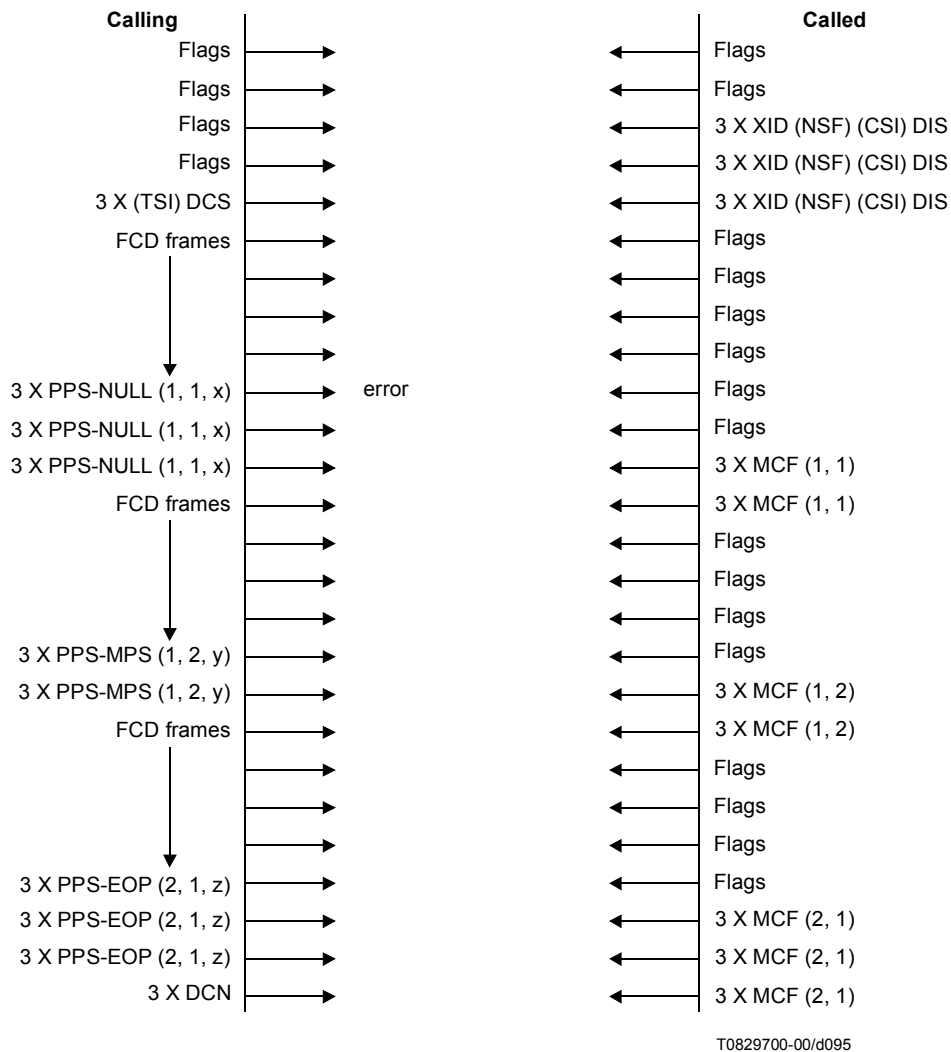 Calling Called
Flags Flags
Flags Flags
Flags 3 X XID (NSF) (CSI) DIS
Flags 3 X XID (NSF) (CSI) DIS
3 X (TSI) DCS 3 X XID (NSF) (CSI) DIS
FCD frames Flags
Flags
Flags
Flags
3 X PPS-NULL (1, 1, x) error Flags
3 X PPS-NULL (1, 1, x) Flags
3 X PPS-NULL (1, 1, x) 3 X MCF (1, 1)
FCD frames 3 X MCF (1, 1)
Flags
Flags
Flags
3 X PPS-MPS (1, 2, y) Flags
3 X PPS-MPS (1, 2, y) 3 X MCF (1, 2)
FCD frames 3 X MCF (1, 2)
Flags
Flags
Flags
3 X PPS-EOP (2, 1, z) Flags
3 X PPS-EOP (2, 1, z) 3 X MCF (2, 1)
3 X PPS-EOP (2, 1, z) 3 X MCF (2, 1)
3 X DCN 3 X MCF (2, 1)
T0829700-00/d095